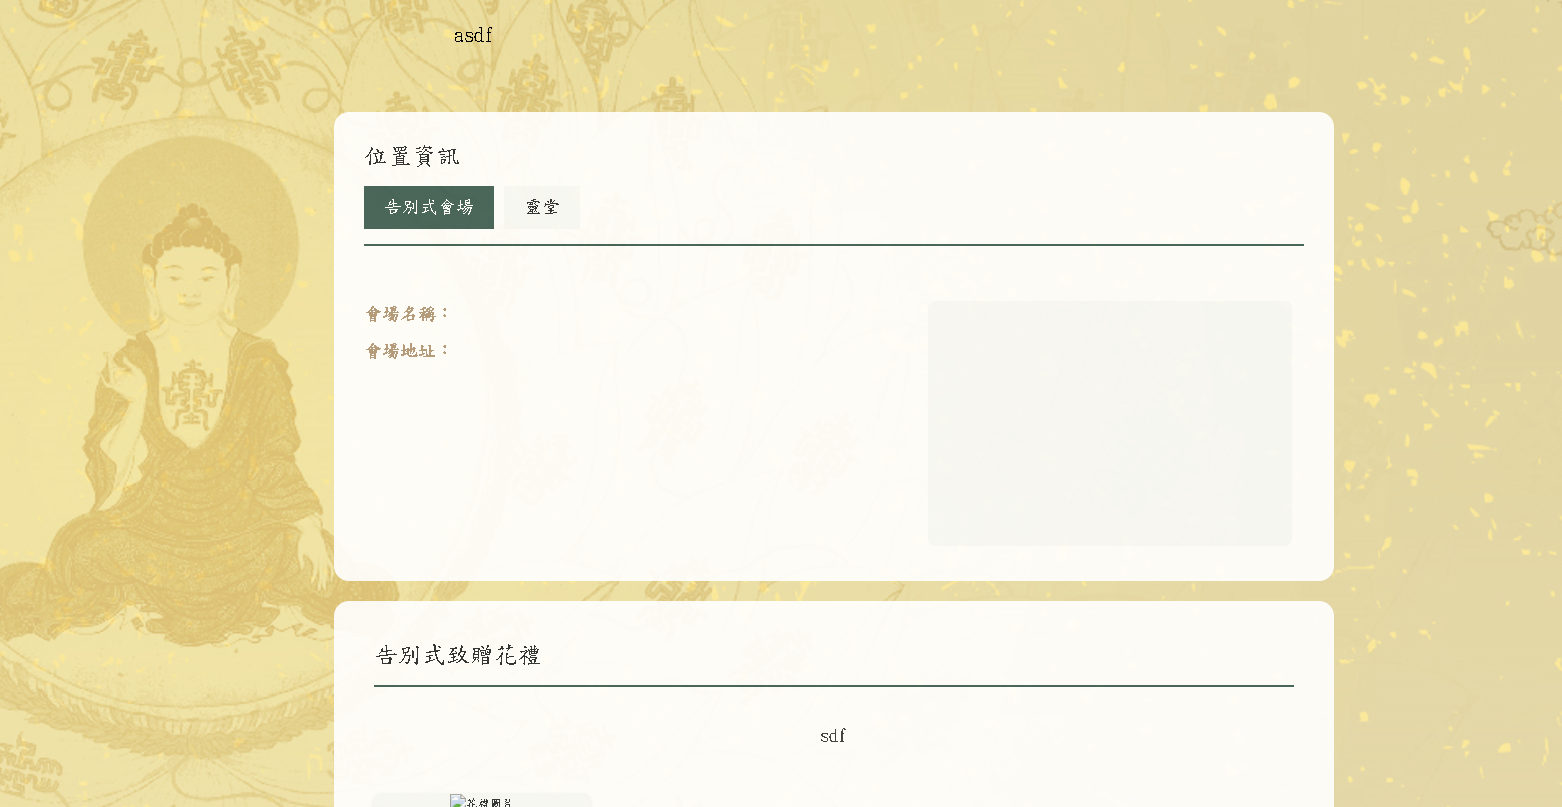 asdf
位置資訊
告別式會場 靈堂
會場名稱：
會場地址：
告別式致贈花禮
sdf
花禮圖片